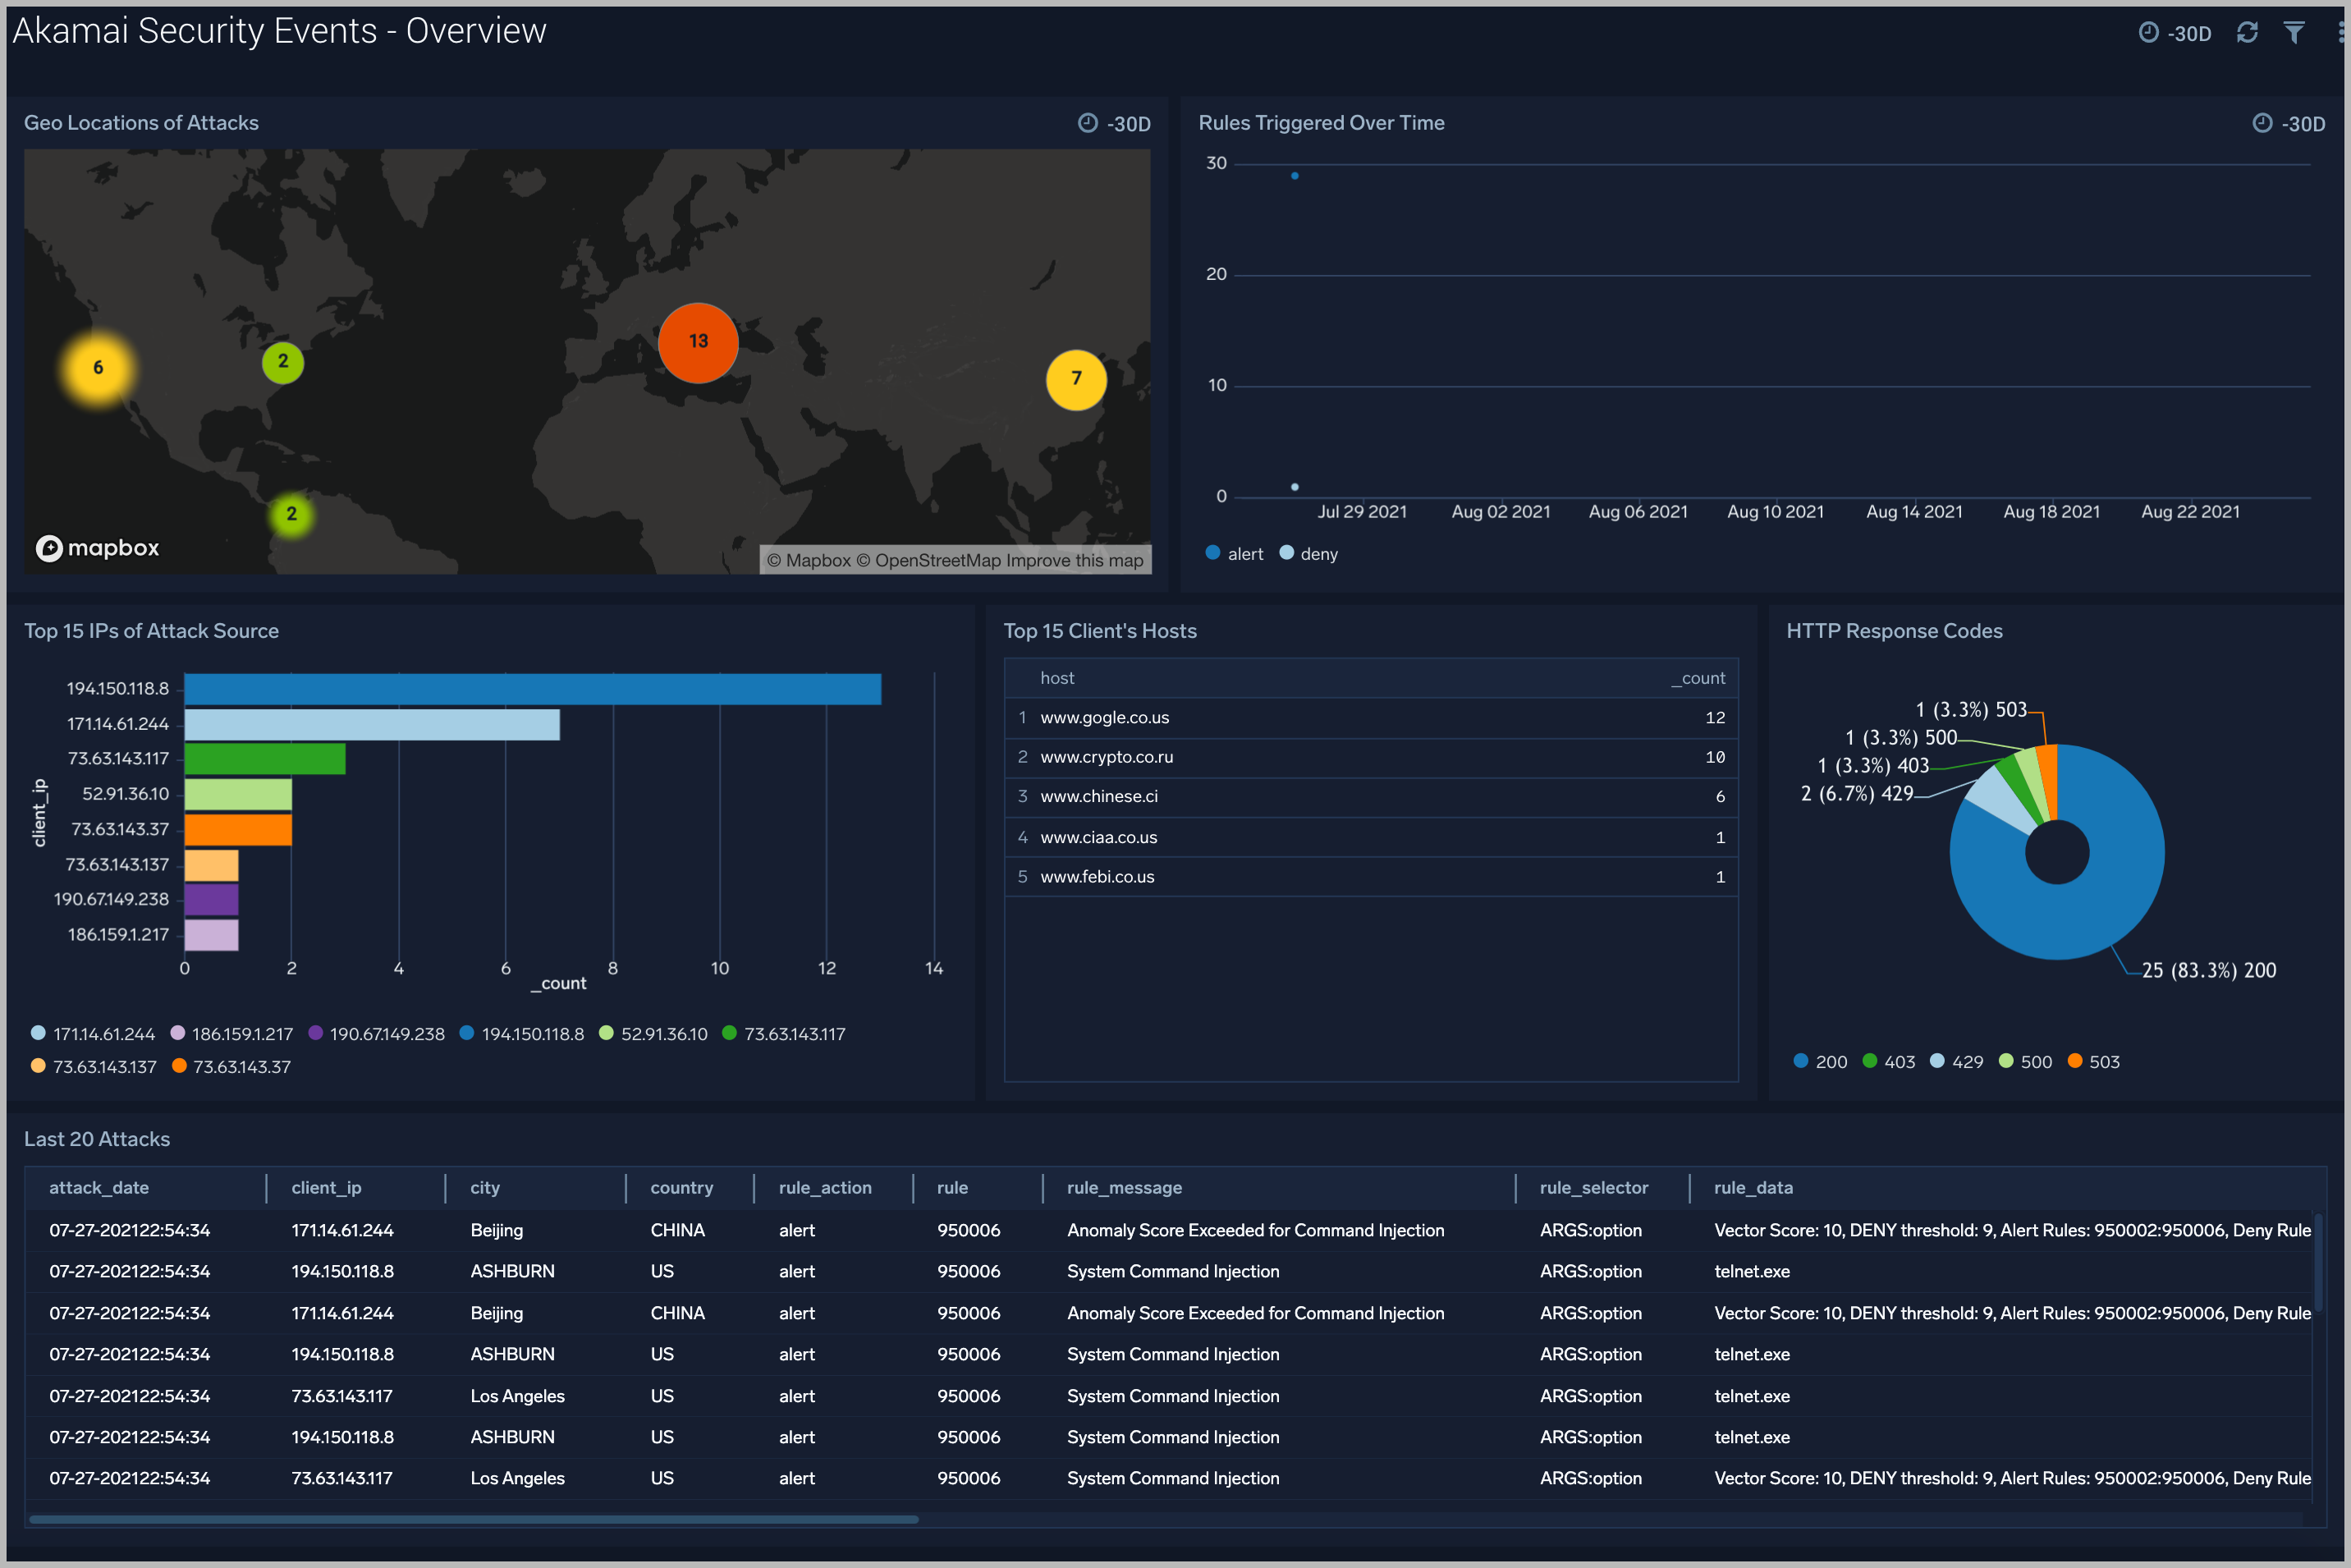 Akamai Security Events - Overview
-30D
Geo Locations of Attacks
-30D
6
2
13
7
2
mapbox
© Mapbox © OpenStreetMap Improve this map
Rules Triggered Over Time
-30D
30
20
10
0
Jul 29 2021 Aug 02 2021 Aug 06 2021 Aug 10 2021 Aug 14 2021 Aug 18 2021 Aug 22 2021
alert deny
Top 15 IPs of Attack Source
client_ip
194.150.118.8
171.14.61.244
73.63.143.117
52.91.36.10
73.63.143.37
73.63.143.137
190.67.149.238
186.159.1.217
0 2 4 6 8 10 12 14
_count
171.14.61.244 186.159.1.217 190.67.149.238 194.150.118.8 52.91.36.10 73.63.143.117
73.63.143.137 73.63.143.37
Top 15 Client's Hosts
host _count
1 www.gogle.co.us 12
2 www.crypto.co.ru 10
3 www.chinese.ci 6
4 www.ciaa.co.us 1
5 www.febi.co.us 1
HTTP Response Codes
1 (3.3%) 503
1 (3.3%) 500
1 (3.3%) 403
2 (6.7%) 429
25 (83.3%) 200
200 403 429 500 503
Last 20 Attacks
attack_date client_ip city country rule_action rule rule_message rule_selector rule_data
07-27-202122:54:34 171.14.61.244 Beijing CHINA alert 950006 Anomaly Score Exceeded for Command Injection ARGS:option Vector Score: 10, DENY threshold: 9, Alert Rules: 950002:950006, Deny Rule
07-27-202122:54:34 194.150.118.8 ASHBURN US alert 950006 System Command Injection ARGS:option telnet.exe
07-27-202122:54:34 171.14.61.244 Beijing CHINA alert 950006 Anomaly Score Exceeded for Command Injection ARGS:option Vector Score: 10, DENY threshold: 9, Alert Rules: 950002:950006, Deny Rule
07-27-202122:54:34 194.150.118.8 ASHBURN US alert 950006 System Command Injection ARGS:option telnet.exe
07-27-202122:54:34 73.63.143.117 Los Angeles US alert 950006 System Command Injection ARGS:option telnet.exe
07-27-202122:54:34 194.150.118.8 ASHBURN US alert 950006 System Command Injection ARGS:option telnet.exe
07-27-202122:54:34 73.63.143.117 Los Angeles US alert 950006 System Command Injection ARGS:option Vector Score: 10, DENY threshold: 9, Alert Rules: 950002:950006, Deny Rule